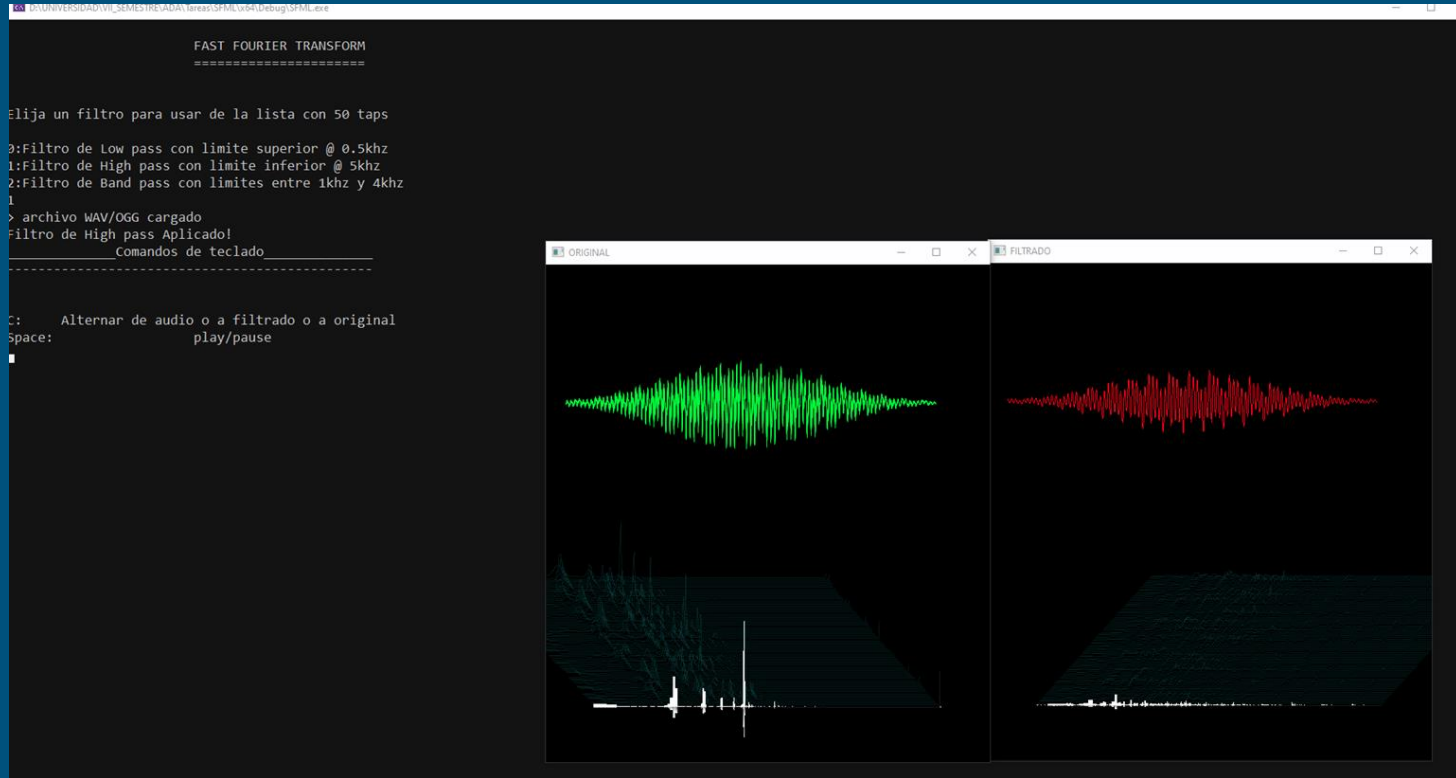 D:\UNIVERSIDAD\VII_SEMESTRE\ADA\Tareas\SFML\x64\Debug\SFML.exe
FAST FOURIER TRANSFORM
======================
Elija un filtro para usar de la lista con 50 taps
0:Filtro de Low pass con limite superior @ 0.5khz
1:Filtro de High pass con limite inferior @ 5khz
2:Filtro de Band pass con limites entre 1khz y 4khz
1
> archivo WAV/OGG cargado
Filtro de High pass Aplicado!
______________Comandos de teclado______________
-----------------------------------------------
C: Alternar de audio o a filtrado o a original
Space: play/pause
ORIGINAL
FILTRADO